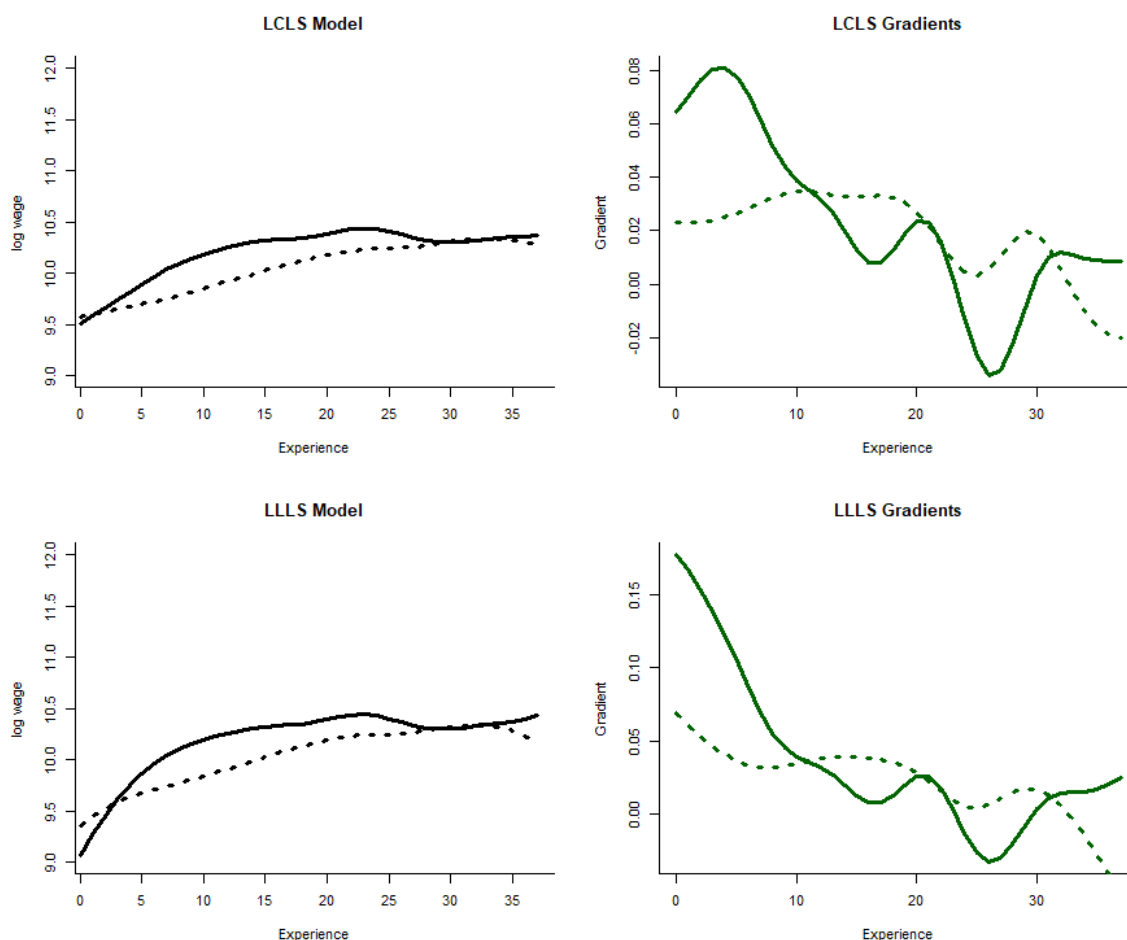 LCLS Model
12.0
11.5
11.0
10.5
10.0
9.5
9.0
log wage
0 5 10 15 20 25 30 35
Experience
LCLS Gradients
0.08
0.06
0.04
0.02
0.00
-0.02
Gradient
0 10 20 30
Experience
LLLS Model
12.0
11.5
11.0
10.5
10.0
9.5
9.0
log wage
0 5 10 15 20 25 30 35
Experience
LLLS Gradients
0.15
0.10
0.05
0.00
Gradient
0 10 20 30
Experience